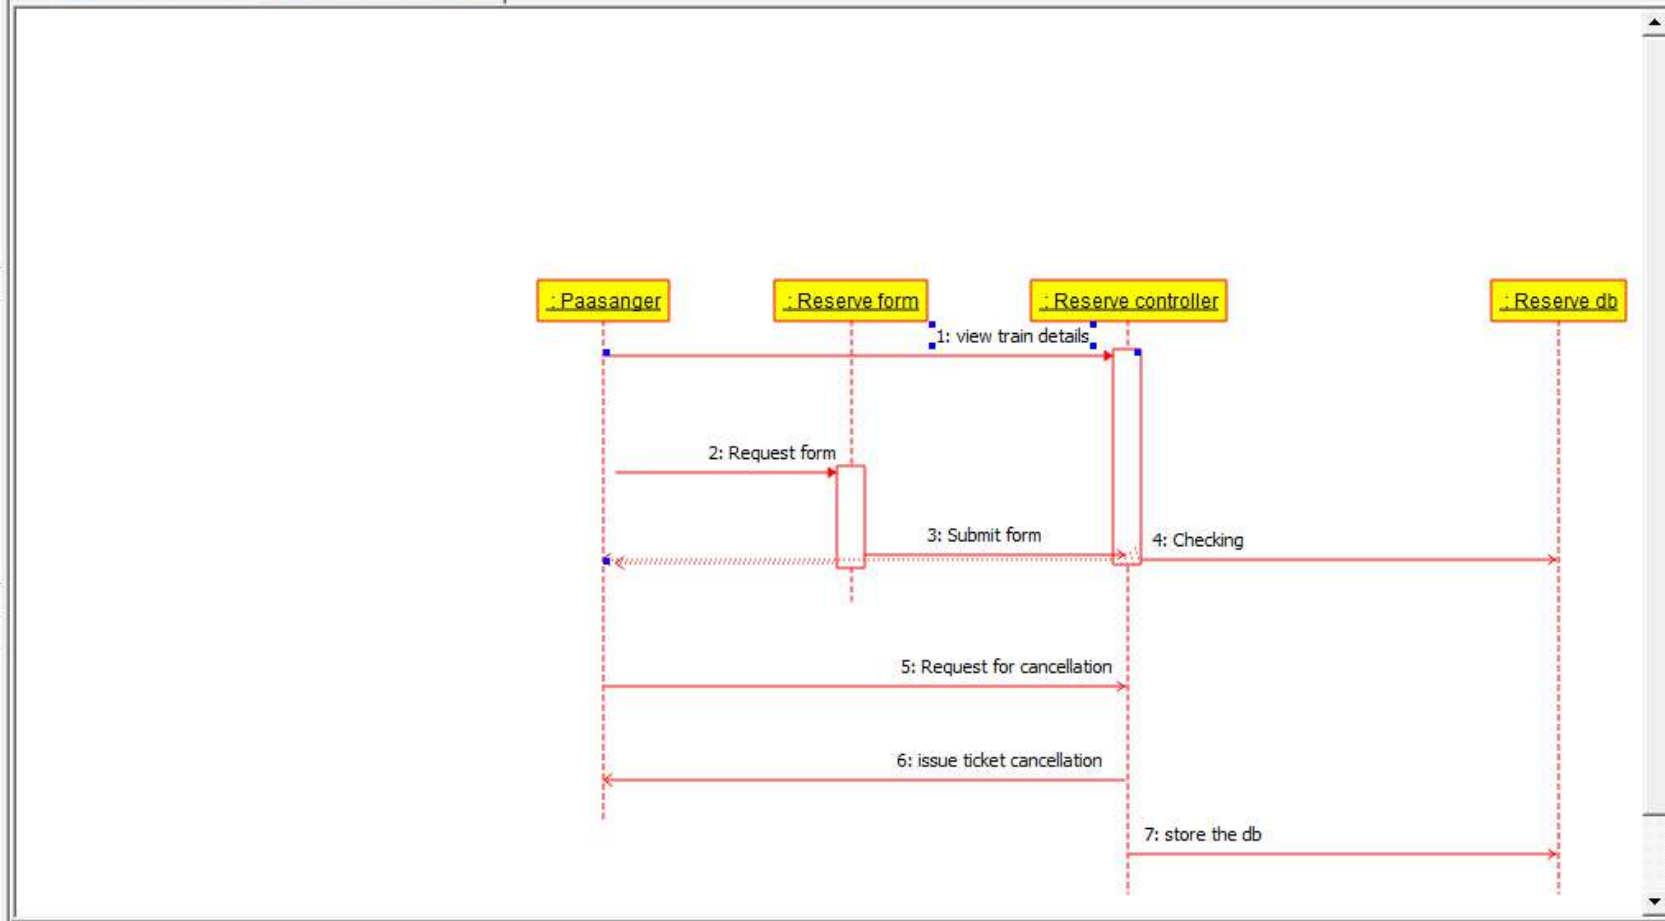 : Paasanger
: Reserve form
: Reserve controller
: Reserve db
1: view train details
2: Request form
3: Submit form
4: Checking
5: Request for cancellation
6: issue ticket cancellation
7: store the db